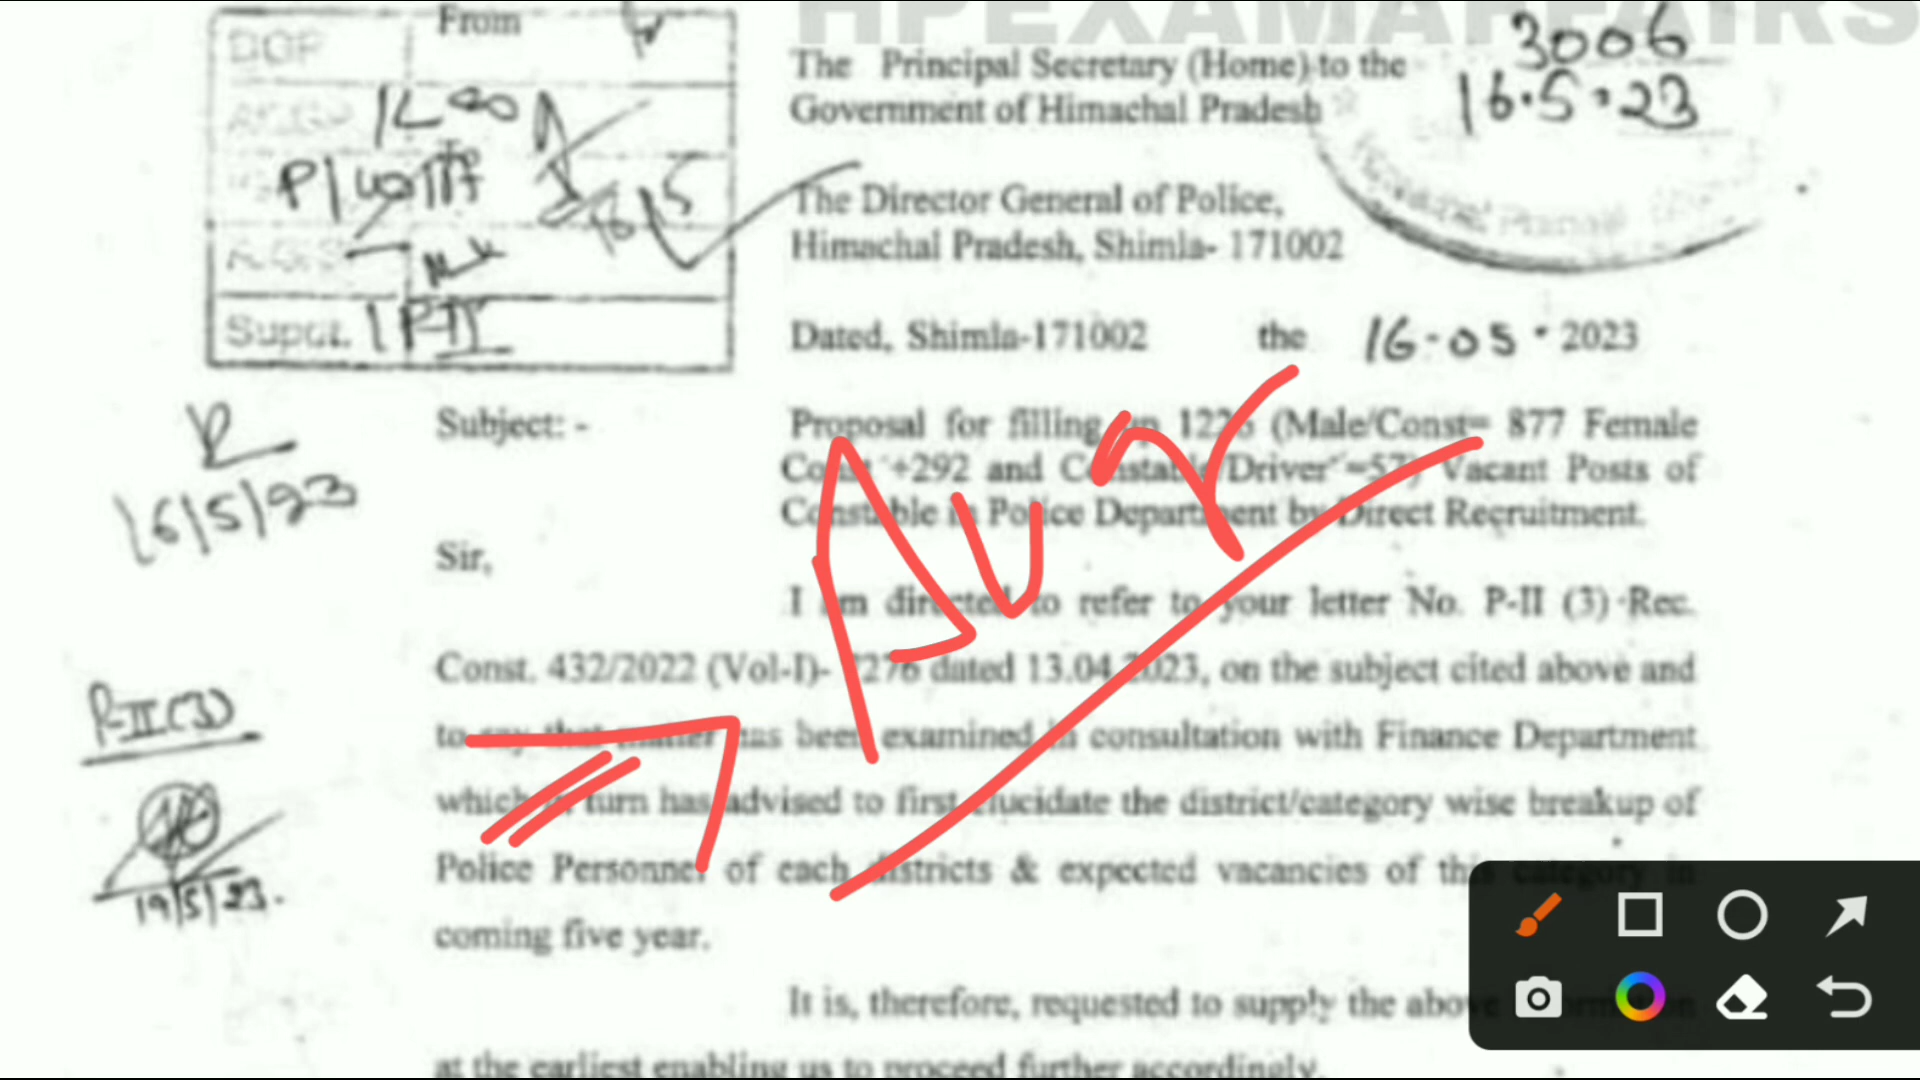 HPEXAMAFFAIRS
From
DGP
3006
16.5.23
The Principal Secretary (Home) to the
Government of Himachal Pradesh
To
The Director General of Police,
Himachal Pradesh, Shimla- 171002
Supdt.
Dated, Shimla-171002 the 16-05-2023
16/5/23
Subject: - Proposal for filling up 1226 (Male/Const= 877 Female
Const +292 and Constable Driver =57) Vacant Posts of
Constable in Police Department by Direct Recruitment.
Sir,
I am directed to refer to your letter No. P-II (3) Rec.
Const. 432/2022 (Vol-I)- 7276 dated 13.04.2023, on the subject cited above and
to say that matter has been examined in consultation with Finance Department
which in turn has advised to first elucidate the district/category wise breakup of
Police Personnel of each districts & expected vacancies of this category in
coming five year.
P-II(3)
19/5/23.
It is, therefore, requested to supply the above information
at the earliest enabling us to proceed further accordingly.